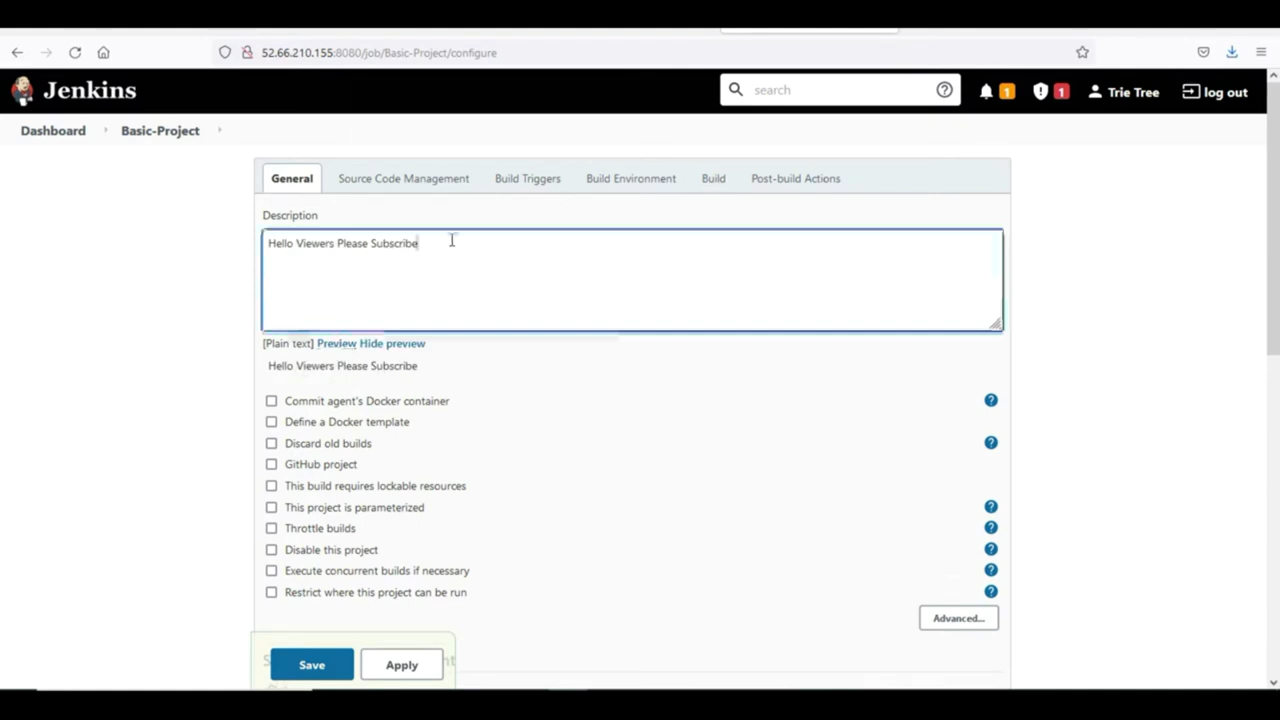 52.66.210.155:8080/job/Basic-Project/configure
Jenkins
search
1
1
Trie Tree
log out
Dashboard
Basic-Project
General
Source Code Management
Build Triggers
Build Environment
Build
Post-build Actions
Description
Hello Viewers Please Subscribe
[Plain text] Preview Hide preview
Hello Viewers Please Subscribe
Commit agent's Docker container
Define a Docker template
Discard old builds
GitHub project
This build requires lockable resources
This project is parameterized
Throttle builds
Disable this project
Execute concurrent builds if necessary
Restrict where this project can be run
Advanced...
Save
Apply